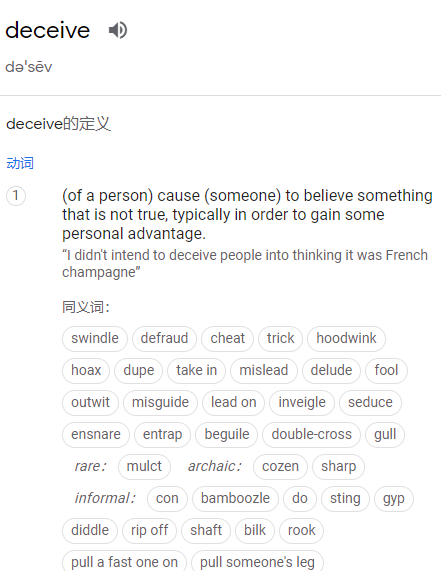 deceive
dəˈsēv
deceive的定义
动词
1 (of a person) cause (someone) to believe something
that is not true, typically in order to gain some
personal advantage.
“I didn't intend to deceive people into thinking it was French
champagne”
同义词：
swindle defraud cheat trick hoodwink
hoax dupe take in mislead delude fool
outwit misguide lead on inveigle seduce
ensnare entrap beguile double-cross gull
rare： mulct archaic： cozen sharp
informal： con bamboozle do sting gyp
diddle rip off shaft bilk rook
pull a fast one on pull someone's leg